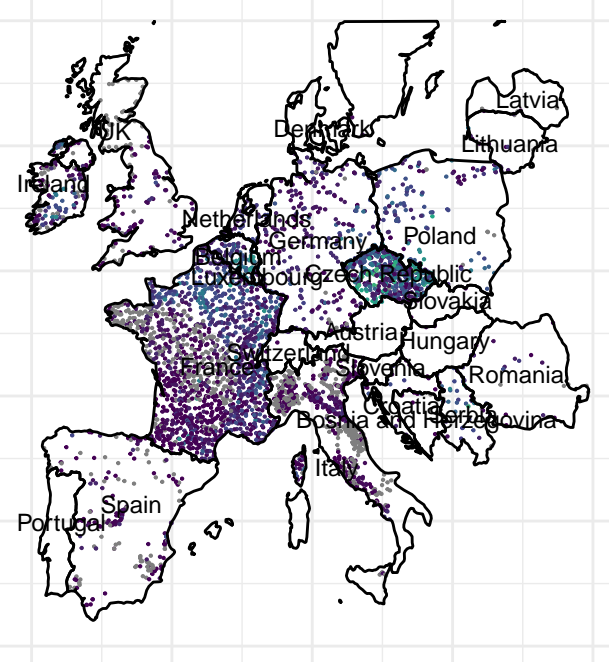 Latvia
UK
Denmark
Lithuania
Ireland
Netherlands
Poland
Germany
Belgium
Luxembourg
Czech Republic
Slovakia
Austria
Hungary
Switzerland
France
Slovenia
Romania
Croatia
Serbia
Bosnia and Herzegovina
Italy
Spain
Portugal